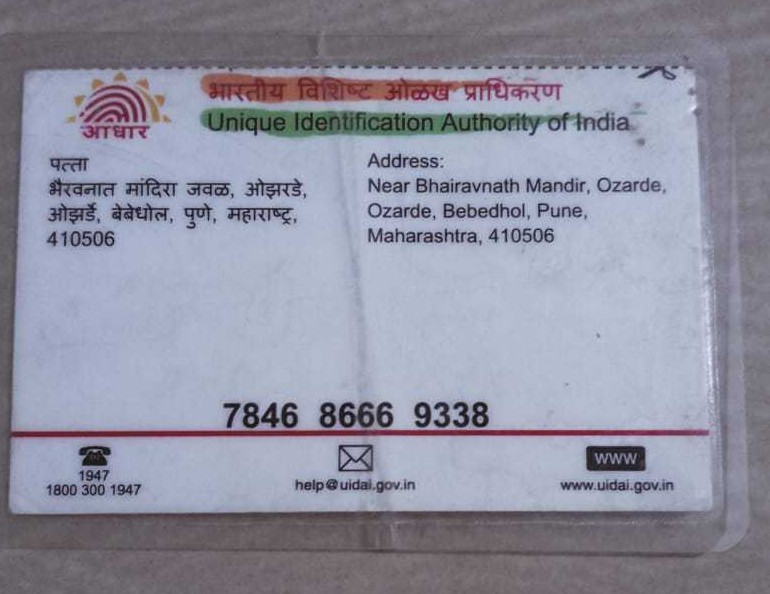 भारतीय विशिष्ट ओळख प्राधिकरण
Unique Identification Authority of India
आधार
पत्ता
भैरवनात मांदिरा जवळ, ओझरडे,
ओझर्डे, बेबेधोल, पुणे, महाराष्ट्र,
410506
Address:
Near Bhairavnath Mandir, Ozarde,
Ozarde, Bebedhol, Pune,
Maharashtra, 410506
7846 8666 9338
1947
1800 300 1947
help@uidai.gov.in
WWW
www.uidai.gov.in